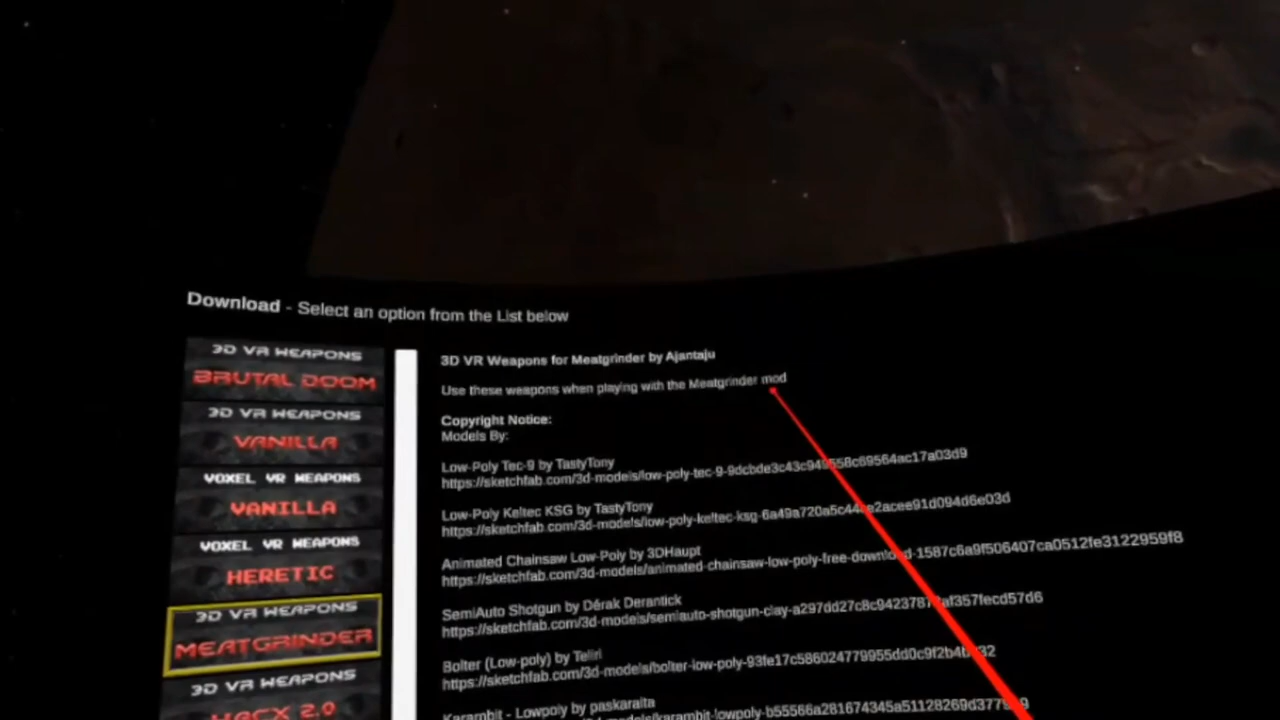 Download - Select an option from the List below
3D VR WEAPONS
BRUTAL DOOM
3D VR WEAPONS
VANILLA
VOXEL VR WEAPONS
VANILLA
VOXEL VR WEAPONS
HERETIC
3D VR WEAPONS
MEATGRINDER
3D VR WEAPONS
HACX 2.0
3D VR Weapons for Meatgrinder by Ajantaju
Use these weapons when playing with the Meatgrinder mod
Copyright Notice:
Models By:
Low-Poly Tec-9 by TastyTony
Low-Poly Keltec KSG by TastyTony
Animated Chainsaw Low-Poly by 3DHaupt
SemiAuto Shotgun by Dérak Derantick
Bolter (Low-poly) by Teliri
Karambit - Lowpoly by paskaralta